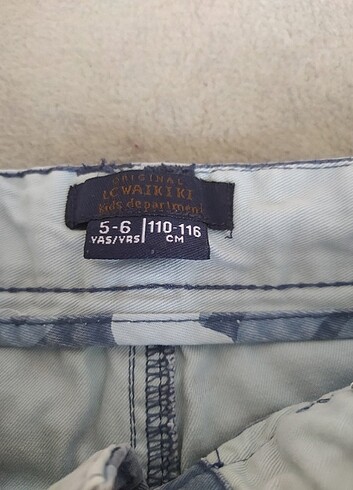 ORIGINAL
LCWAIKIKI
kids department
5-6 110-116
YAŞ/YRS CM